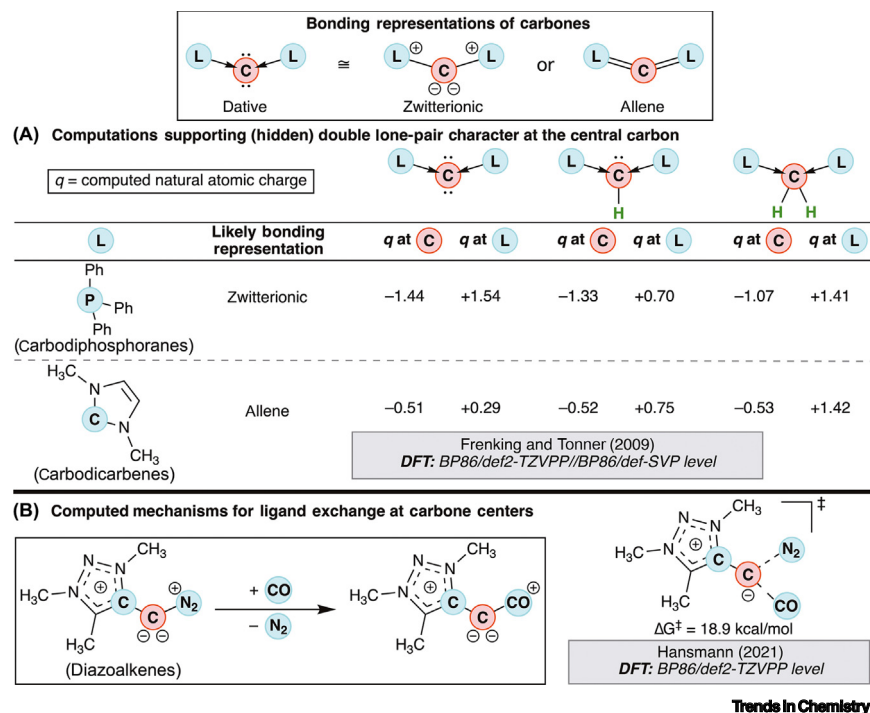 Bonding representations of carbones
L C L ≅ L ⊕ C ⊖ ⊖ ⊕ L or L C L
Dative Zwitterionic Allene
(A) Computations supporting (hidden) double lone-pair character at the central carbon
q = computed natural atomic charge
L C L L C L L C L
H H H
L Likely bonding representation q at C q at L q at C q at L q at C q at L
Ph
P Ph
Ph
Zwitterionic −1.44 +1.54 −1.33 +0.70 −1.07 +1.41
(Carbodiphosphoranes)
H₃C
N
C N
CH₃
Allene −0.51 +0.29 −0.52 +0.75 −0.53 +1.42
(Carbodicarbenes)
Frenking and Tonner (2009)
DFT: BP86/def2-TZVPP//BP86/def-SVP level
(B) Computed mechanisms for ligand exchange at carbone centers
N N CH₃
H₃C N ⊕ C C ⊖ ⊖ N₂ ⊕
H₃C
(Diazoalkenes)
+ CO
− N₂
N N CH₃
H₃C N ⊕ C C ⊖ ⊖ CO ⊕
H₃C
N N CH₃ ‡
H₃C N ⊕ C C ⊖ N₂
H₃C CO
ΔG‡ = 18.9 kcal/mol
Hansmann (2021)
DFT: BP86/def2-TZVPP level
Trends in Chemistry